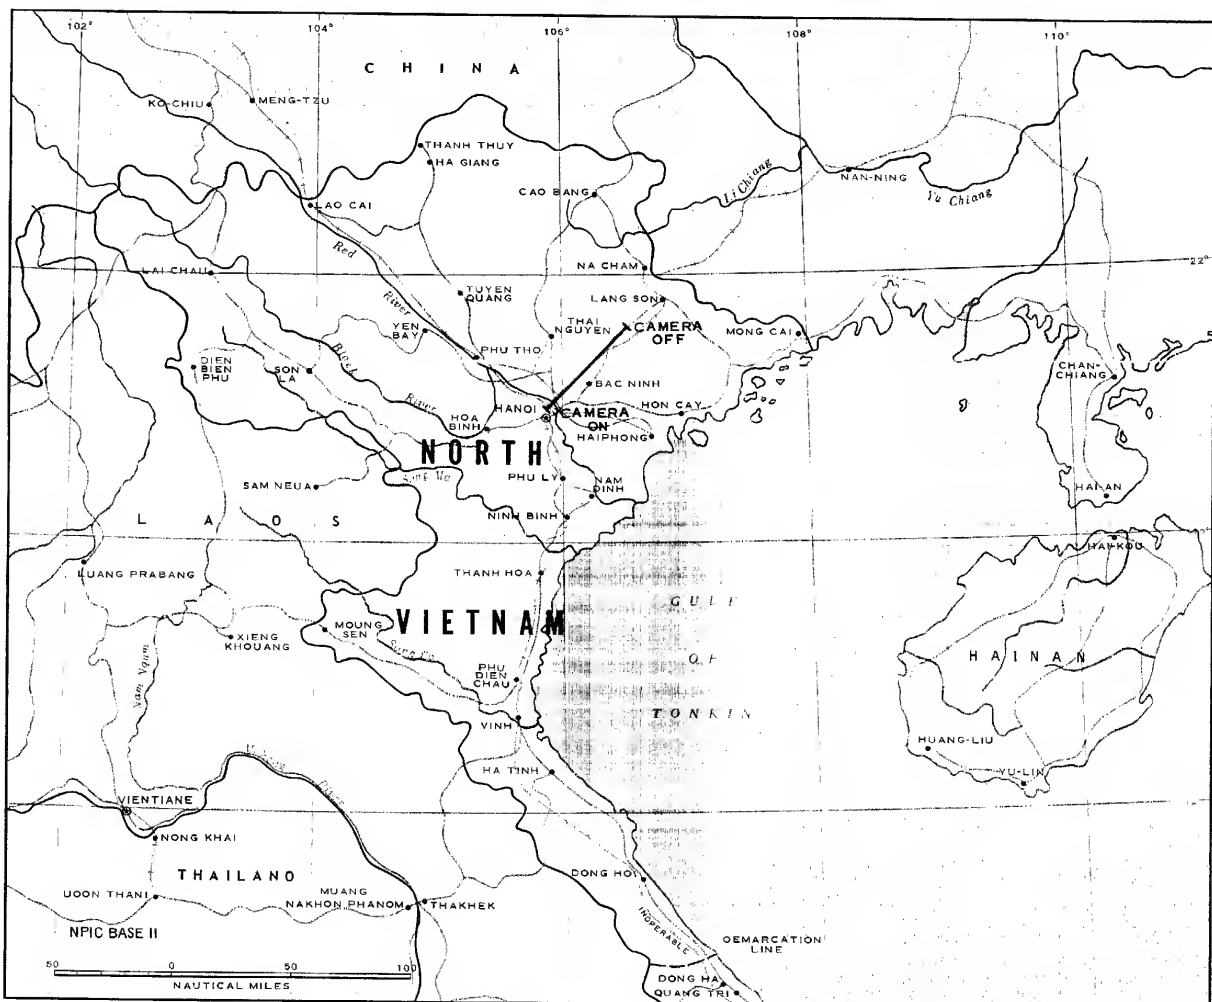 102°
104°
106°
108°
110°
CHINA
KO-CHIU
MENG-TZU
THANH THUY
HA GIANG
CAO BANG
Li Chiang
NAN-NING
Yu Chiang
LAO CAI
Red
River
LAI CHAU
NA CHAM
22°
TUYEN
QUANG
LANG SON
THAI
NGUYEN
CAMERA
OFF
MONG CAI
YEN
BAY
PHU THO
Black
River
DIEN
BIEN
PHU
SON
LA
CHAN-
CHIANG
BAC NINH
HANOI
CAMERA
ON
HON GAY
HOA
BINH
HAIPHONG
NORTH
PHU LY
NAM
DINH
SAM NEUA
Song Ma
HAI-AN
LAOS
NINH BINH
HAI-KOU
LUANG PRABANG
THANH HOA
GULF
OF
TONKIN
MOUNG
SEN
VIETNAM
XIENG
KHOUANG
Song Ca
HAINAN
Nam Ngum
PHU
DIEN
CHAU
VINH
HUANG-LIU
HA TINH
YU-LIN
River
VIENTIANE
NONG KHAI
DONG HOI
THAILAND
UDON THANI
MUANG
NAKHON PHANOM
THAKHEK
INOPERABLE
NPIC BASE II
DEMARCATION
LINE
50 0 50 100
NAUTICAL MILES
DONG HA
QUANG TRI